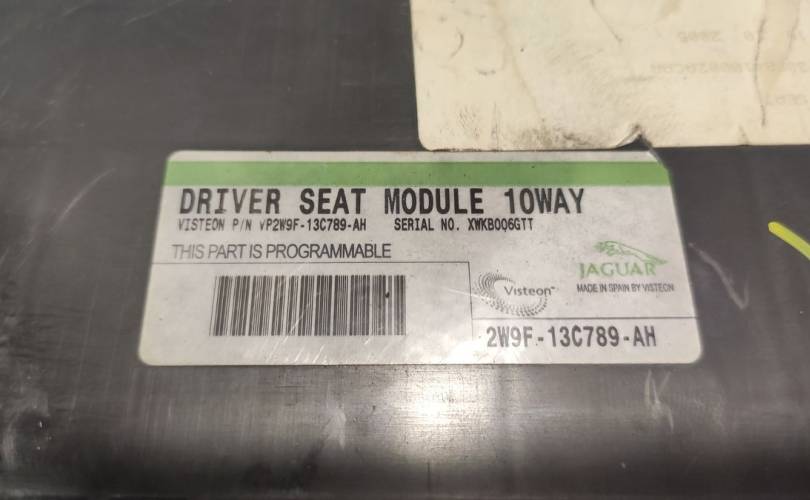 DRIVER SEAT MODULE 10WAY
VISTEON P/N VP2W9F-13C789-AH SERIAL NO. XWKB006GTT
THIS PART IS PROGRAMMABLE
Visteon
JAGUAR
MADE IN SPAIN BY VISTEON
2W9F-13C789-AH